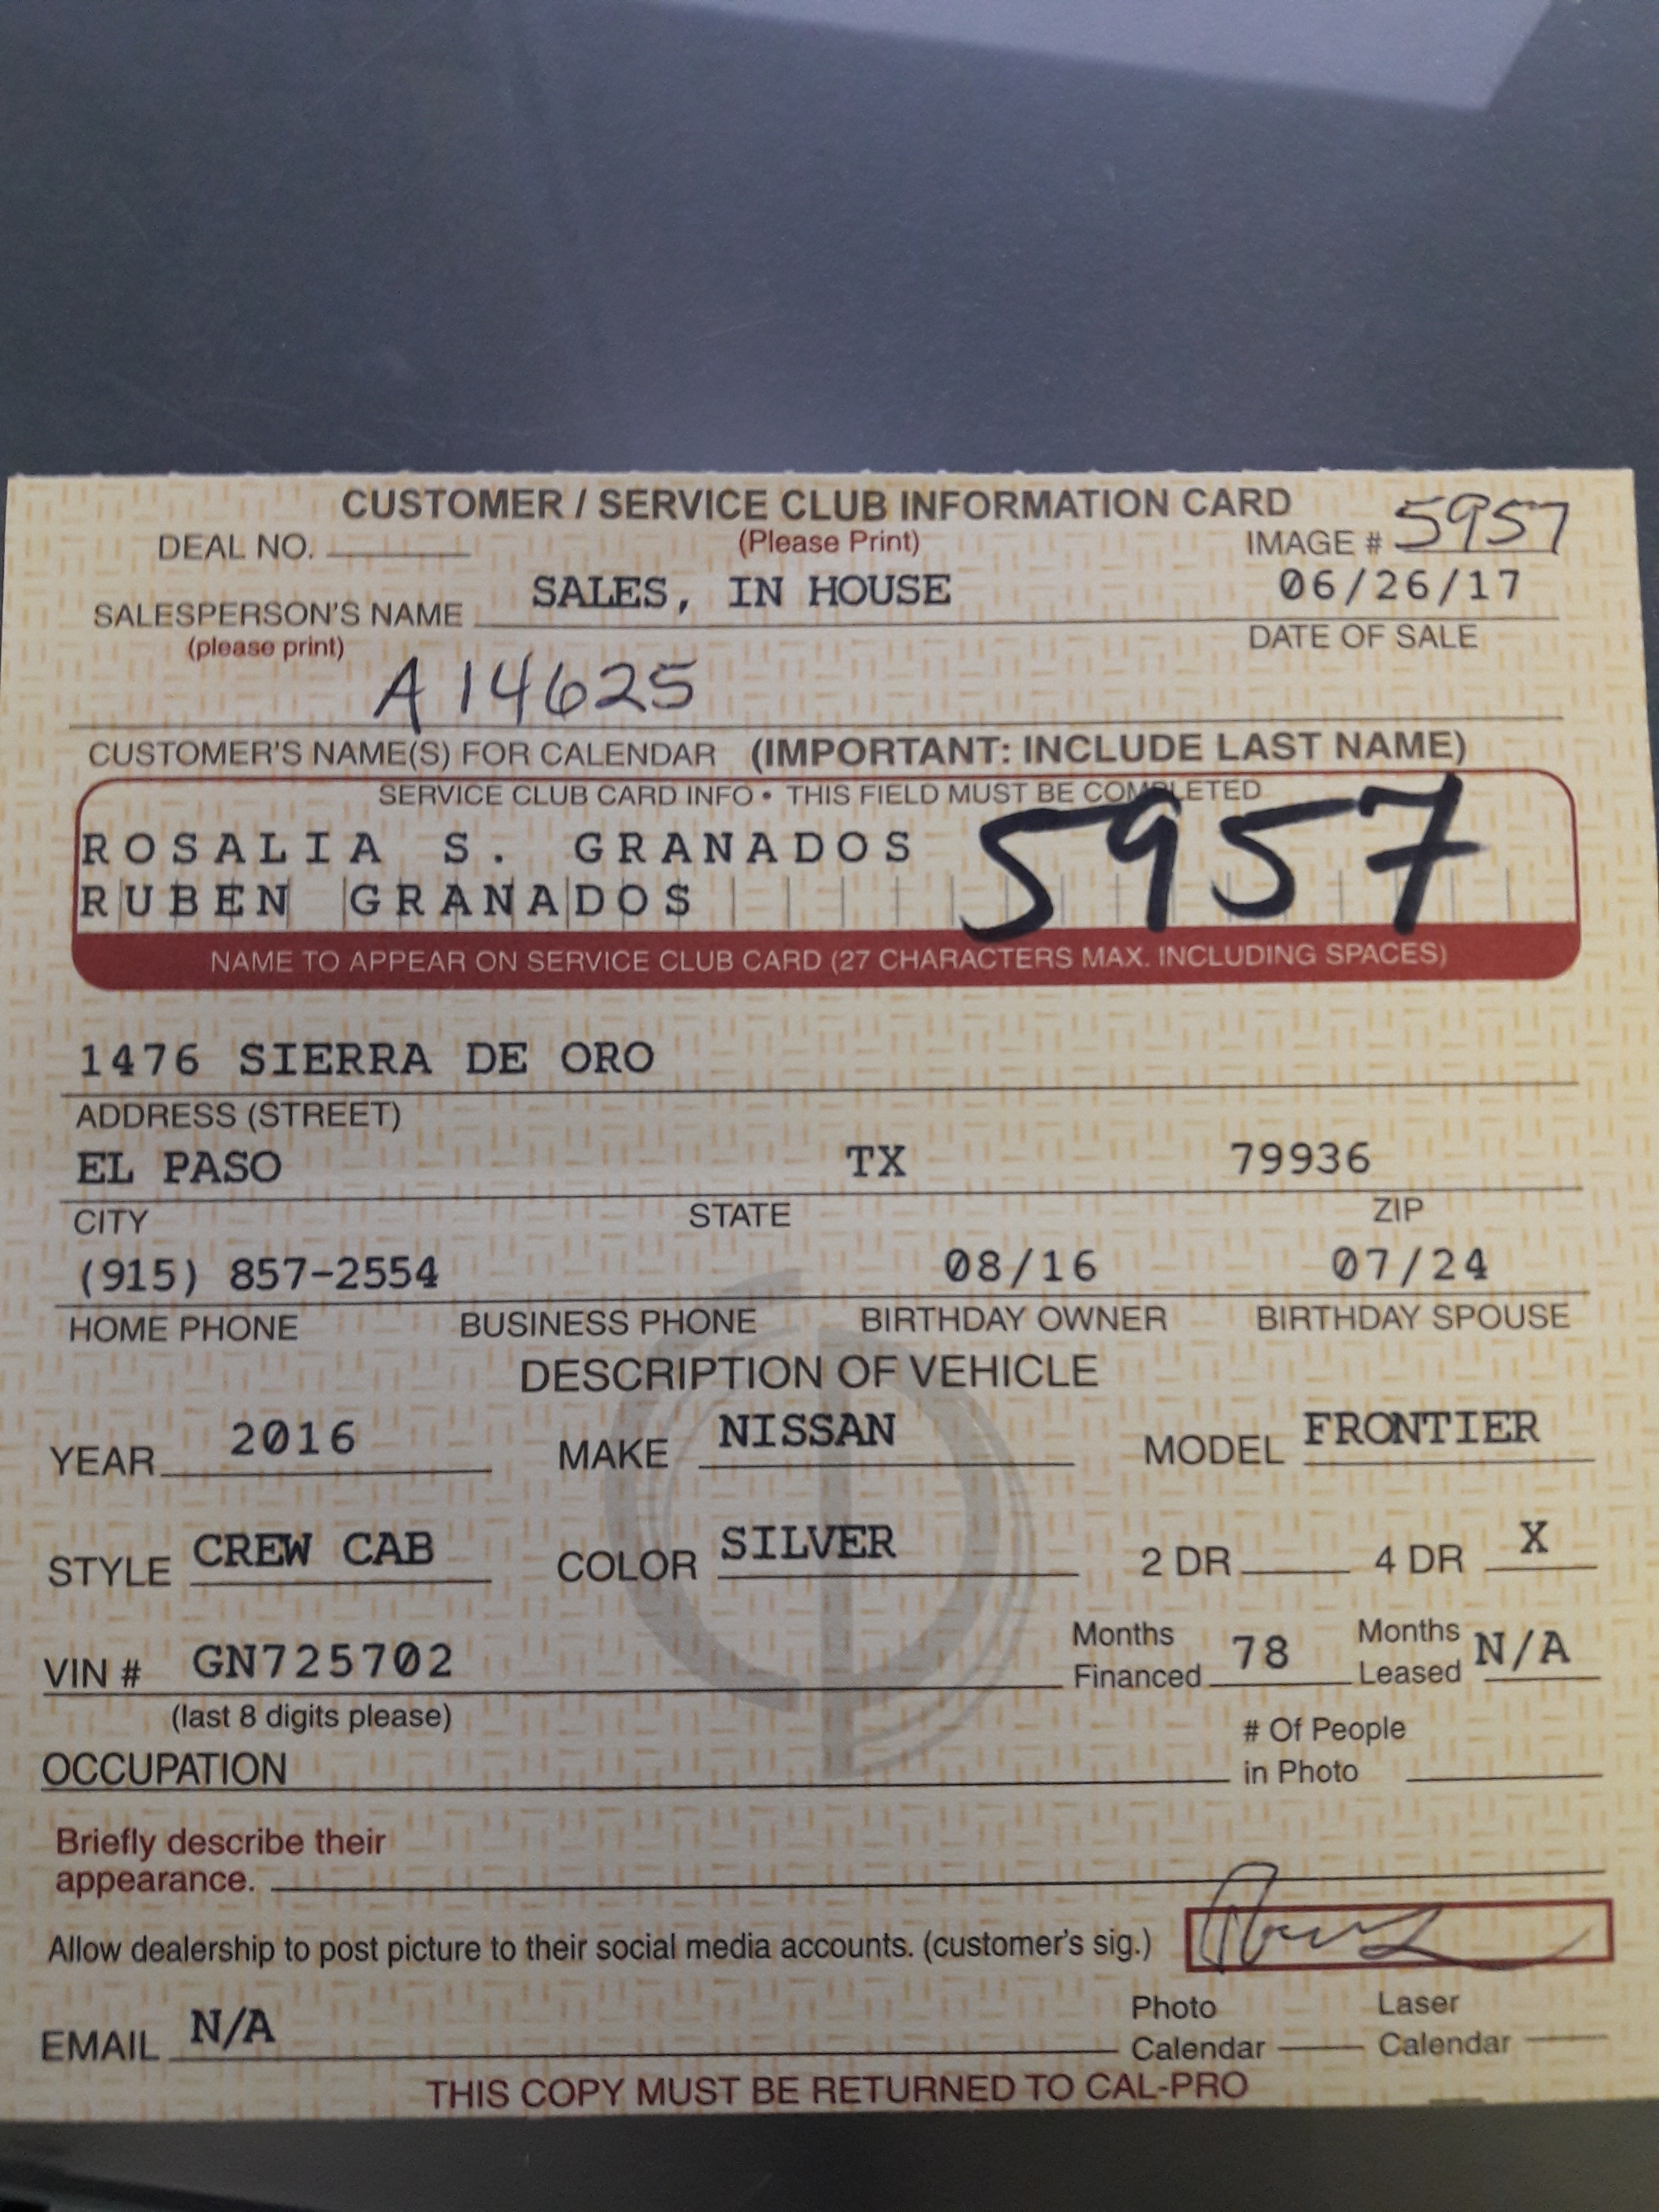 CUSTOMER / SERVICE CLUB INFORMATION CARD
DEAL NO. (Please Print) IMAGE # 5957
SALESPERSON'S NAME SALES, IN HOUSE 06/26/17
(please print) DATE OF SALE
A14625
CUSTOMER'S NAME(S) FOR CALENDAR (IMPORTANT: INCLUDE LAST NAME)
SERVICE CLUB CARD INFO • THIS FIELD MUST BE COMPLETED
ROSALIA S. GRANADOS 5957
RUBEN GRANADOS
NAME TO APPEAR ON SERVICE CLUB CARD (27 CHARACTERS MAX. INCLUDING SPACES)
1476 SIERRA DE ORO
ADDRESS (STREET)
EL PASO TX 79936
CITY STATE ZIP
(915) 857-2554 08/16 07/24
HOME PHONE BUSINESS PHONE BIRTHDAY OWNER BIRTHDAY SPOUSE
DESCRIPTION OF VEHICLE
YEAR 2016 MAKE NISSAN MODEL FRONTIER
STYLE CREW CAB COLOR SILVER 2 DR 4 DR X
VIN # GN725702 Months Financed 78 Months Leased N/A
(last 8 digits please)
OCCUPATION # Of People in Photo
Briefly describe their
appearance.
Allow dealership to post picture to their social media accounts. (customer's sig.)
EMAIL N/A Photo Calendar Laser Calendar
THIS COPY MUST BE RETURNED TO CAL-PRO